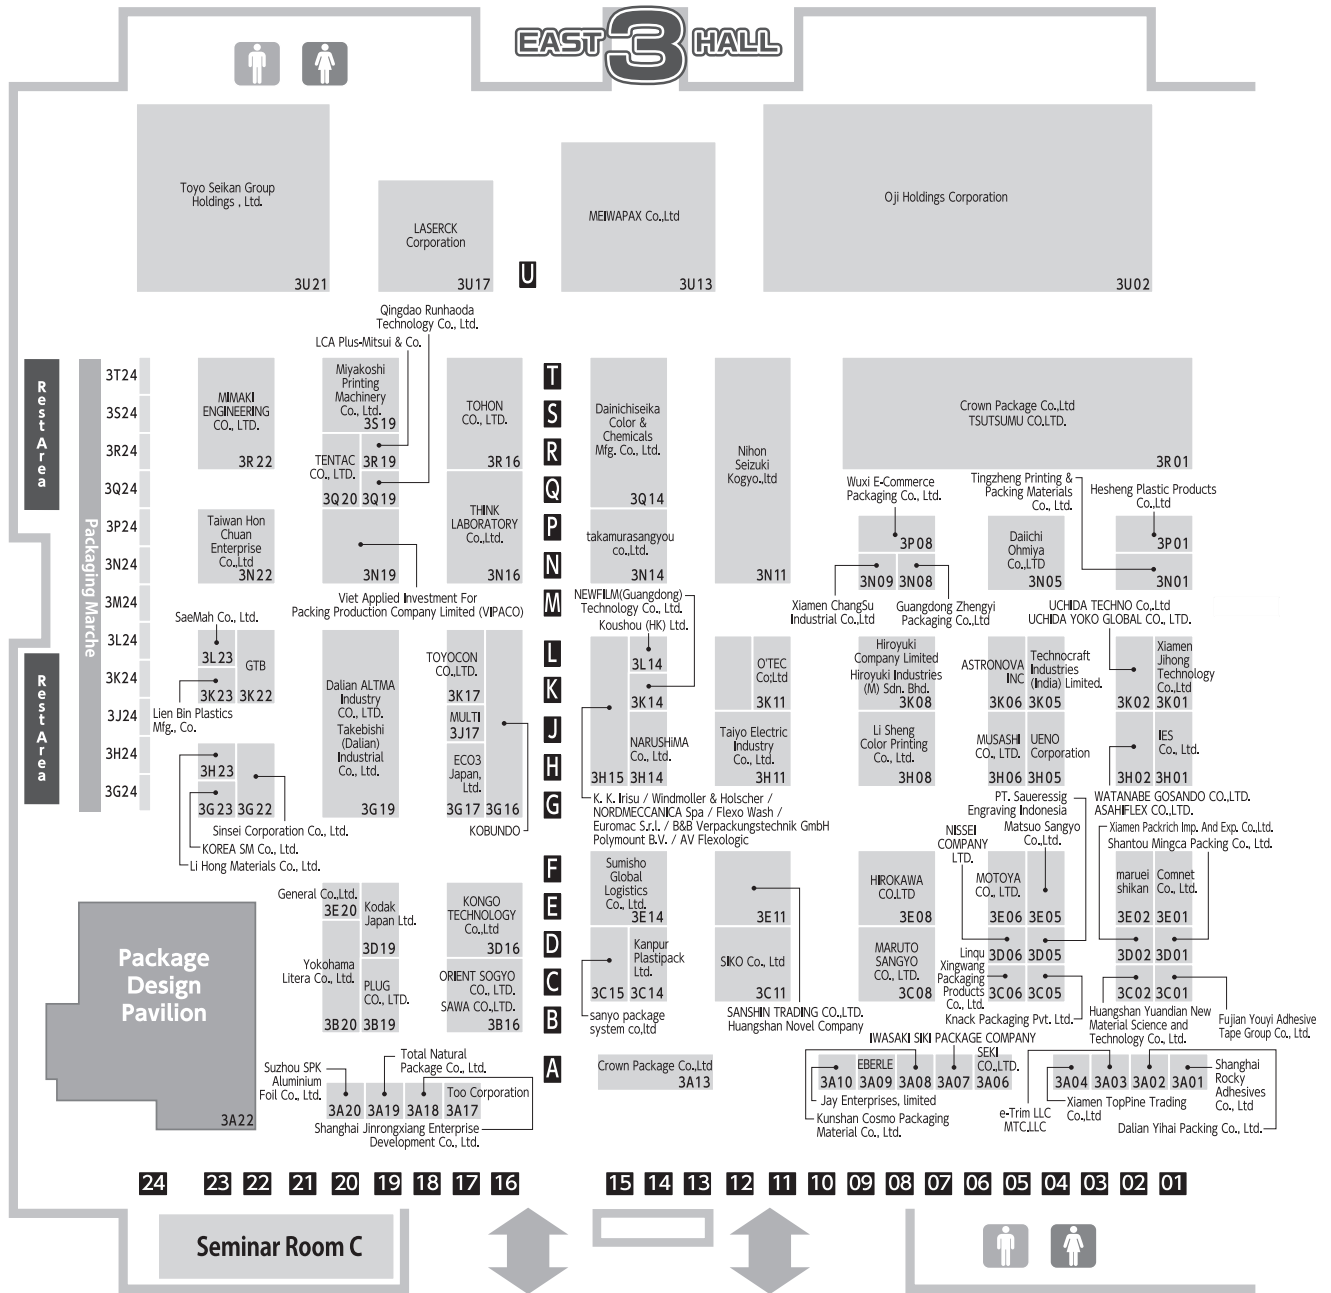 EAST 3 HALL
Toyo Seikan Group
Holdings , Ltd.
3U21
LASERCK
Corporation
3U17
U
MEIWAPAX Co.,Ltd
3U13
Oji Holdings Corporation
3U02
Qingdao Runhaoda
Technology Co., Ltd.
LCA Plus-Mitsui & Co.
Rest Area
Rest Area
Packaging Marche
3T24
3S24
3R24
3Q24
3P24
3N24
3M24
3L24
3K24
3J24
3H24
3G24
MIMAKI
ENGINEERING
CO., LTD.
3R22
Miyakoshi
Printing
Machinery
Co., Ltd.
3S19
TENTAC
CO., LTD.
3R19
3Q20
3Q19
TOHON
CO., LTD.
3R16
THINK
LABORATORY
Co.,Ltd.
3N16
Taiwan Hon
Chuan
Enterprise
Co.,Ltd
3N22
3N19
Viet Applied Investment For
Packing Production Company Limited (VIPACO)
T
S
R
Q
P
N
M
L
K
J
H
G
F
E
D
C
B
A
Dainichiseika
Color &
Chemicals
Mfg. Co., Ltd.
3Q14
takamurasangyou
co.,Ltd.
3N14
Nihon
Seizuki
Kogyo.,ltd
3N11
Crown Package Co.,Ltd
TSUTSUMU CO.LTD.
3R01
Wuxi E-Commerce
Packaging Co., Ltd.
3P08
3N09
3N08
Xiamen ChangSu
Industrial Co.,Ltd
Guangdong Zhengyi
Packaging Co.,Ltd
Tingzheng Printing &
Packing Materials
Co., Ltd.
Hesheng Plastic Products
Co.,Ltd
Daiichi
Ohmiya
Co.,LTD
3N05
3P01
3N01
UCHIDA TECHNO Co.,Ltd
UCHIDA YOKO GLOBAL CO., LTD.
SaeMah Co., Ltd.
3L23
GTB
3K23
3K22
Lien Bin Plastics
Mfg., Co.
3H23
3G23
3G22
Sinsei Corporation Co., Ltd.
KOREA SM Co., Ltd.
Li Hong Materials Co., Ltd.
Dalian ALTMA
Industry
CO., LTD.
Takebishi
(Dalian)
Industrial
Co., Ltd.
3G19
TOYOCON
CO.,LTD.
3K17
MULTI
3J17
ECO3
Japan,
Ltd.
3G17
3G16
KOBUNDO
NEWFILM(Guangdong)
Technology Co., Ltd.
Koushou (HK) Ltd.
3L14
3K14
NARUSHiMA
Co., Ltd.
3H15
3H14
K. K. Irisu / Windmoller & Holscher /
NORDMECCANICA Spa / Flexo Wash /
Euromac S.r.l. / B&B Verpackungstechnik GmbH
Polymount B.V. / AV Flexologic
O'TEC
Co;Ltd
3K11
Taiyo Electric
Industry
Co., Ltd.
3H11
Hiroyuki
Company Limited
Hiroyuki Industries
(M) Sdn. Bhd.
3K08
Li Sheng
Color Printing
Co., Ltd.
3H08
ASTRONOVA
INC
3K06
Technocraft
Industries
(India) Limited.
3K05
MUSASHI
CO., LTD.
3H06
UENO
Corporation
3H05
Xiamen
Jihong
Technology
Co.,Ltd
3K02
3K01
IES
Co., Ltd.
3H02
3H01
WATANABE GOSANDO CO.,LTD.
ASAHIFLEX CO.,LTD.
PT. Saueressig
Engraving Indonesia
Matsuo Sangyo
Co.,Ltd.
NISSEI
COMPANY
LTD.
Xiamen Packrich Imp. And Exp. Co.,Ltd.
Shantou Mingca Packing Co., Ltd.
Package
Design
Pavilion
3A22
General Co.,Ltd.
3E20
Kodak
Japan Ltd.
3D19
Yokohama
Litera Co., Ltd.
3B20
PLUG
CO., LTD.
3B19
KONGO
TECHNOLOGY
Co.,Ltd
3D16
ORIENT SOGYO
CO., LTD.
SAWA CO.,LTD.
3B16
Sumisho
Global
Logistics
Co., Ltd.
3E14
Kanpur
Plastipack
Ltd.
3C15
3C14
sanyo package
system co,ltd
3E11
SIKO Co., Ltd
3C11
SANSHIN TRADING CO.,LTD.
Huangshan Novel Company
HIROKAWA
CO.LTD
3E08
MARUTO
SANGYO
CO., LTD.
3C08
MOTOYA
CO., LTD.
3E06
3E05
3D06
3D05
Linqu
Xingwang
Packaging
Products
Co., Ltd.
3C06
3C05
Knack Packaging Pvt. Ltd.
maruei
shikan
3E02
Comnet
Co., Ltd.
3E01
3D02
3D01
3C02
3C01
Huangshan Yuandian New
Material Science and
Technology Co., Ltd.
Fujian Youyi Adhesive
Tape Group Co., Ltd.
Suzhou SPK
Aluminium
Foil Co., Ltd.
Total Natural
Package Co., Ltd.
Too Corporation
3A20
3A19
3A18
3A17
Shanghai Jinrongxiang Enterprise
Development Co., Ltd.
Crown Package Co.,Ltd
3A13
IWASAKI SIKI PACKAGE COMPANY
EBERLE
SEKI
CO.,LTD.
3A10
3A09
3A08
3A07
3A06
Jay Enterprises, limited
Kunshan Cosmo Packaging
Material Co., Ltd.
3A04
3A03
3A02
3A01
Shanghai
Rocky
Adhesives
Co., Ltd
e-Trim LLC
MTC.LLC
Xiamen TopPine Trading
Co.,Ltd
Dalian Yihai Packing Co., Ltd.
24
23
22
21
20
19
18
17
16
15
14
13
12
11
10
09
08
07
06
05
04
03
02
01
Seminar Room C